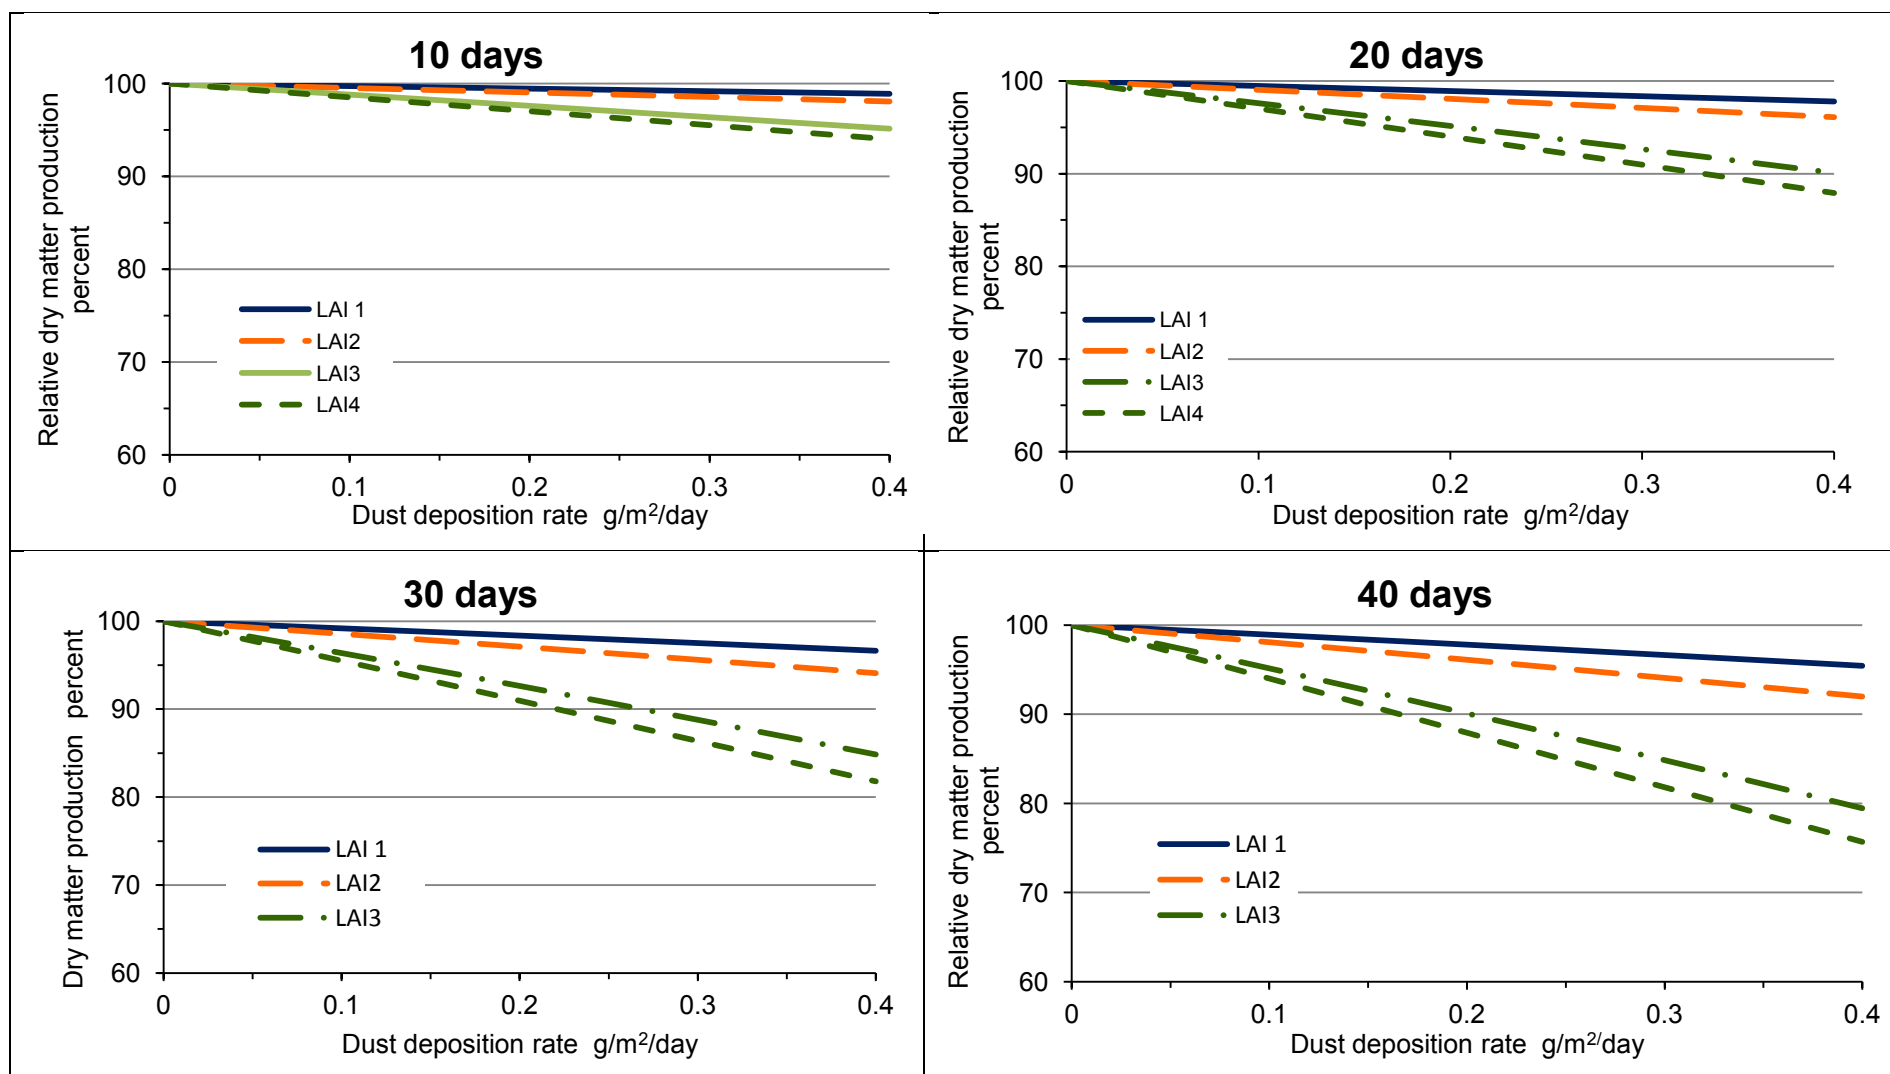 10 days
Relative dry matter production
percent
100
90
80
70
60
LAI 1
LAI2
LAI3
LAI4
0 0.1 0.2 0.3 0.4
Dust deposition rate g/m²/day
20 days
Relative dry matter production
percent
100
90
80
70
60
LAI 1
LAI2
LAI3
LAI4
0 0.1 0.2 0.3 0.4
Dust deposition rate g/m²/day
30 days
Dry matter production percent
100
90
80
70
60
LAI 1
LAI2
LAI3
0 0.1 0.2 0.3 0.4
Dust deposition rate g/m²/day
40 days
Relative dry matter production
percent
100
90
80
70
60
LAI 1
LAI2
LAI3
0 0.1 0.2 0.3 0.4
Dust deposition rate g/m²⁄day